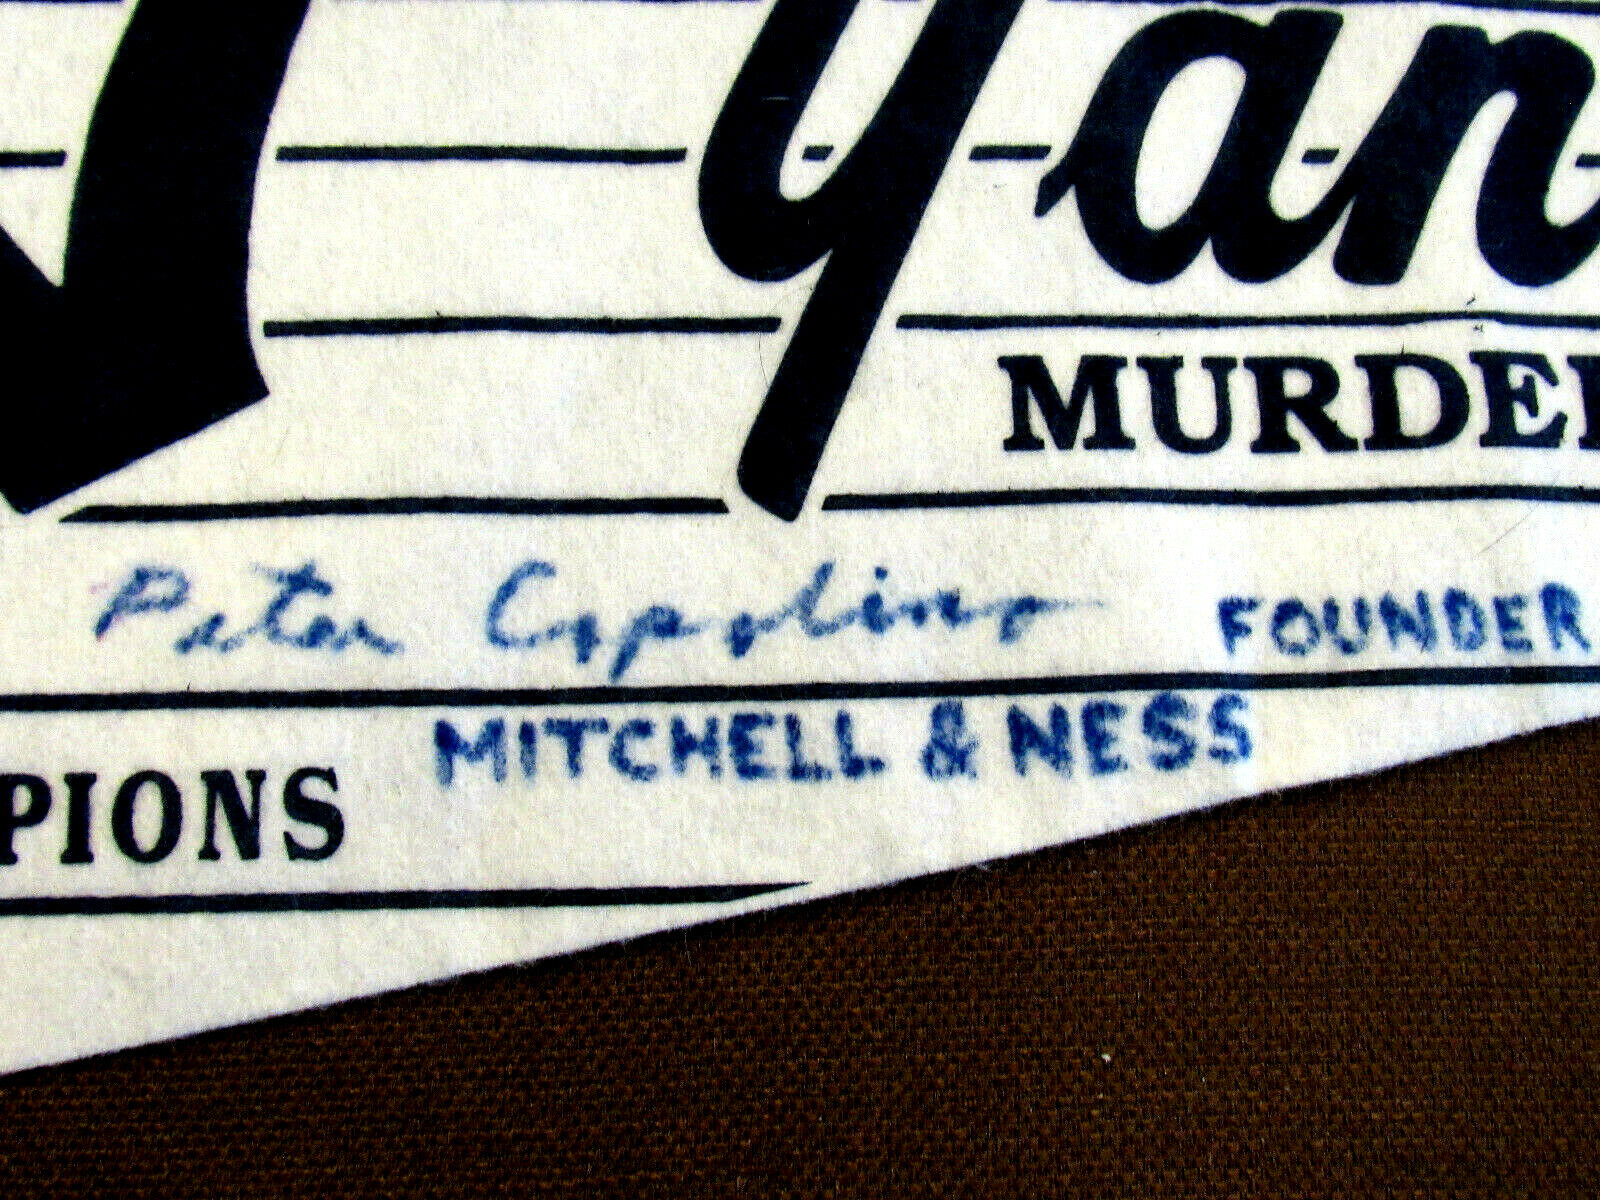 Yan
MURDE
Peter Capolino FOUNDER
MITCHELL & NESS
PIONS